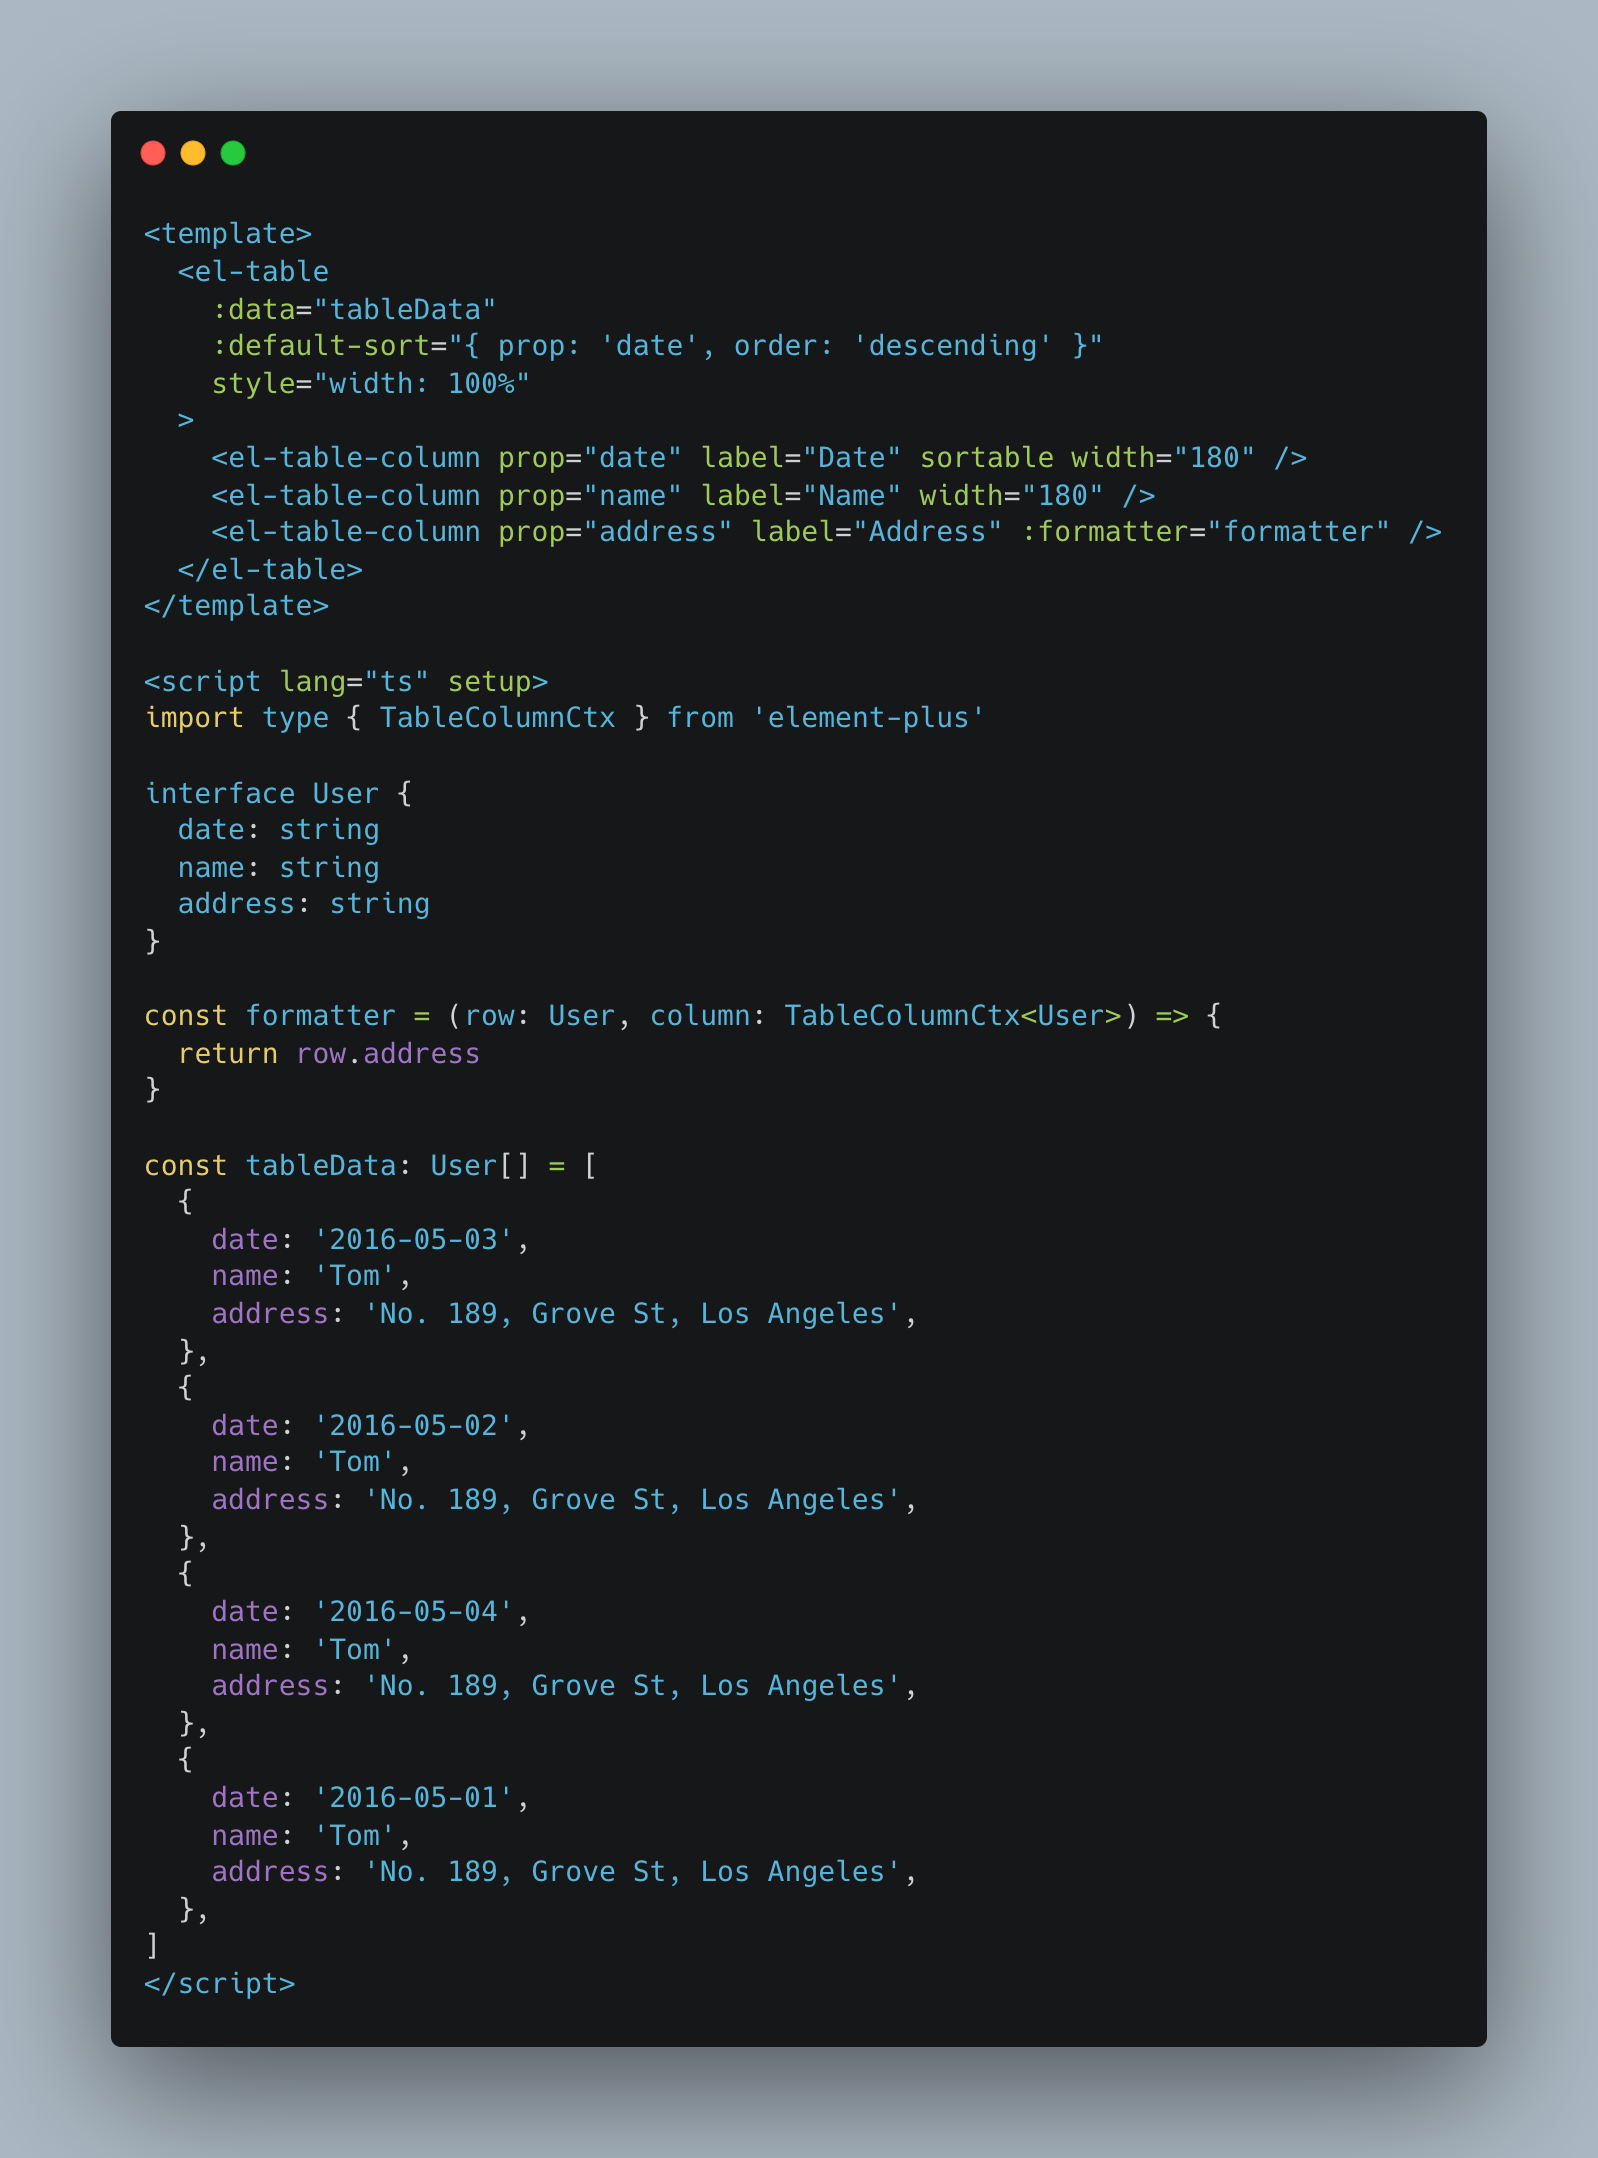 <template>
  <el-table
    :data="tableData"
    :default-sort="{ prop: 'date', order: 'descending' }"
    style="width: 100%"
  >
    <el-table-column prop="date" label="Date" sortable width="180" />
    <el-table-column prop="name" label="Name" width="180" />
    <el-table-column prop="address" label="Address" :formatter="formatter" />
  </el-table>
</template>

<script lang="ts" setup>
import type { TableColumnCtx } from 'element-plus'

interface User {
  date: string
  name: string
  address: string
}

const formatter = (row: User, column: TableColumnCtx<User>) => {
  return row.address
}

const tableData: User[] = [
  {
    date: '2016-05-03',
    name: 'Tom',
    address: 'No. 189, Grove St, Los Angeles',
  },
  {
    date: '2016-05-02',
    name: 'Tom',
    address: 'No. 189, Grove St, Los Angeles',
  },
  {
    date: '2016-05-04',
    name: 'Tom',
    address: 'No. 189, Grove St, Los Angeles',
  },
  {
    date: '2016-05-01',
    name: 'Tom',
    address: 'No. 189, Grove St, Los Angeles',
  },
]
</script>